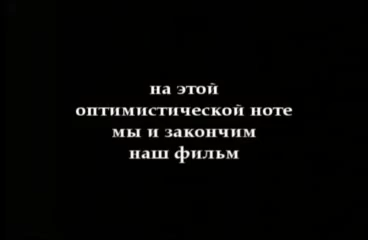 на этой
оптимистической ноте
мы и закончим
наш фильм